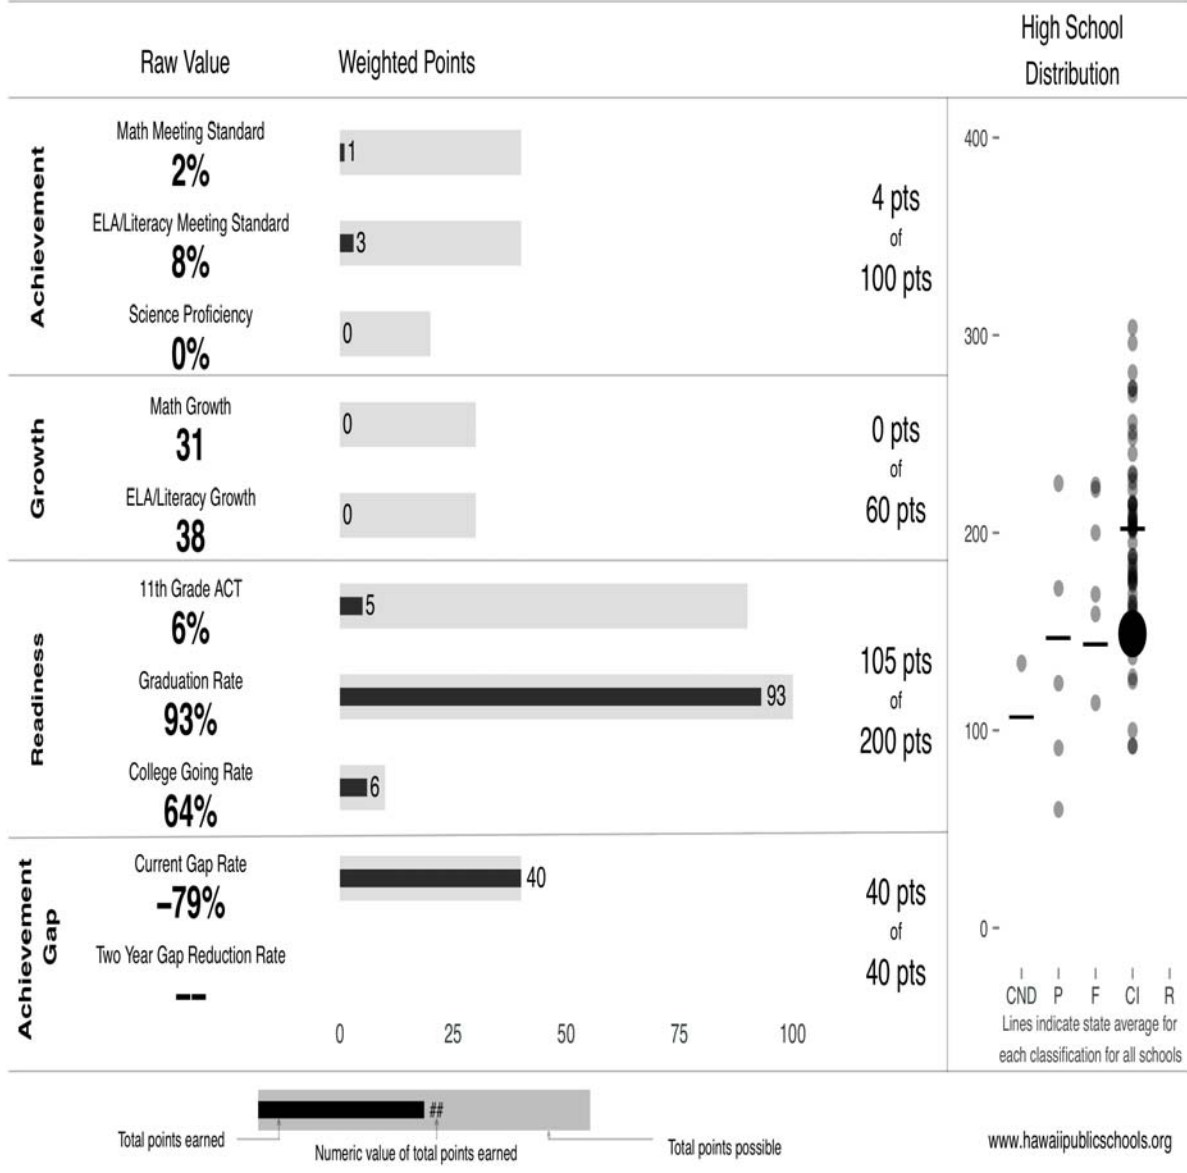 Raw Value
Weighted Points
High School
Distribution
Achievement
Math Meeting Standard
2%
1
ELA/Literacy Meeting Standard
8%
3
Science Proficiency
0%
0
4 pts
of
100 pts
Growth
Math Growth
31
0
ELA/Literacy Growth
38
0
0 pts
of
60 pts
Readiness
11th Grade ACT
6%
5
Graduation Rate
93%
93
College Going Rate
64%
6
105 pts
of
200 pts
Achievement
Gap
Current Gap Rate
−79%
40
Two Year Gap Reduction Rate
−−
40 pts
of
40 pts
0 25 50 75 100
400
300
200
100
0
CND P F CI R
Lines indicate state average for
each classification for all schools
##
Total points earned
Numeric value of total points earned
Total points possible
www.hawaiipublicschools.org